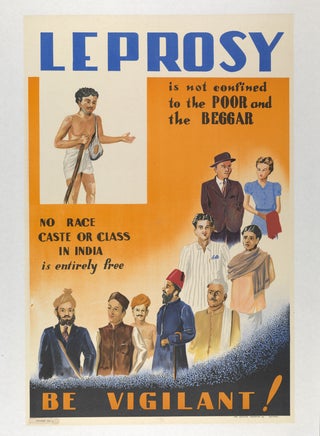 LEPROSY
is not confined
to the POOR and
the BEGGAR
NO RACE
CASTE OR CLASS
IN INDIA
is entirely free
BE VIGILANT!